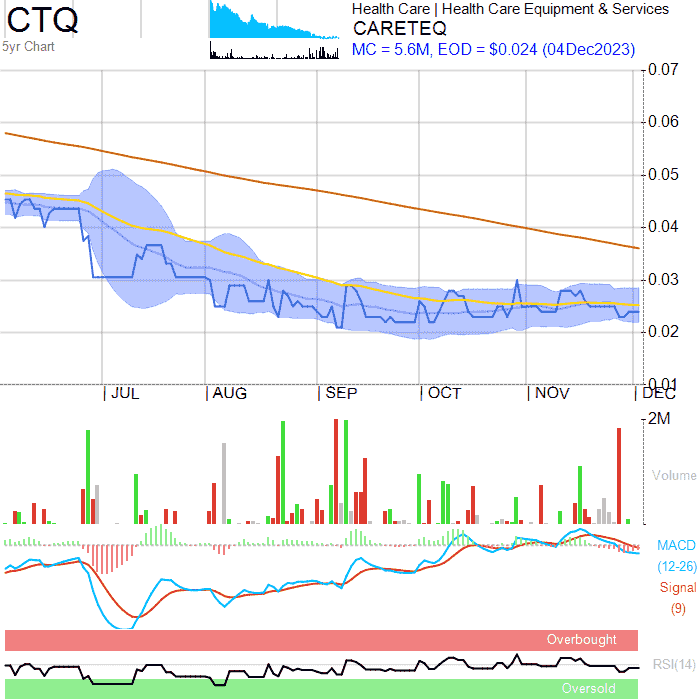 CTQ
5yr Chart
Health Care | Health Care Equipment & Services
CARETEQ
MC = 5.6M, EOD = $0.024 (04Dec2023)
0.07
0.06
0.05
0.04
0.03
0.02
0.01
JUL AUG SEP OCT NOV DEC
2M
Volume
MACD
(12-26)
Signal
(9)
Overbought
RSI(14)
Oversold